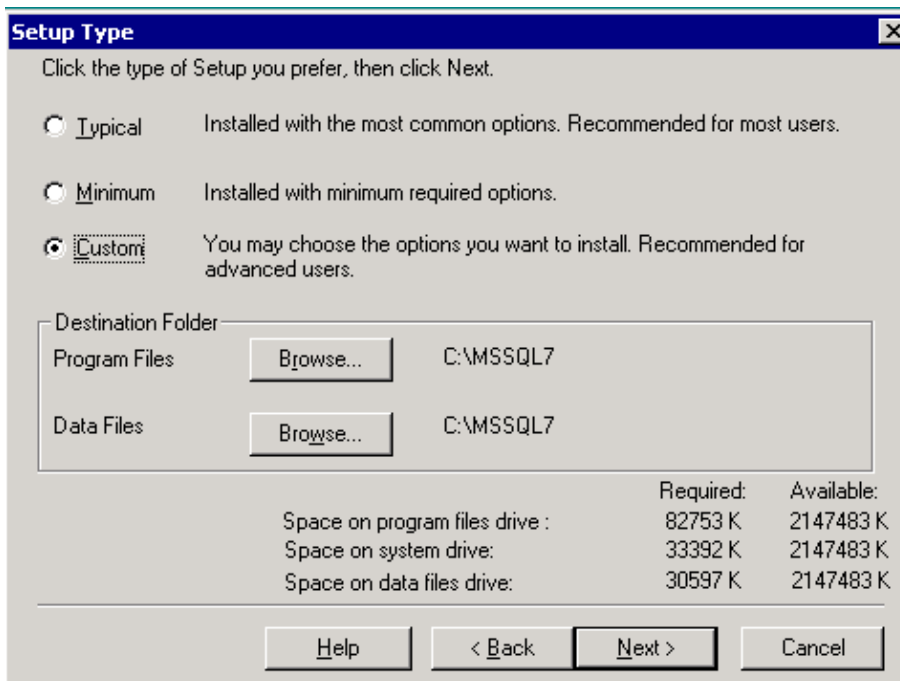 Setup Type
Click the type of Setup you prefer, then click Next.
Typical Installed with the most common options. Recommended for most users.
Minimum Installed with minimum required options.
Custom You may choose the options you want to install. Recommended for
advanced users.
Destination Folder
Program Files Browse... C:\MSSQL7
Data Files Browse... C:\MSSQL7
Required: Available:
Space on program files drive : 82753 K 2147483 K
Space on system drive: 33392 K 2147483 K
Space on data files drive: 30597 K 2147483 K
Help < Back Next > Cancel